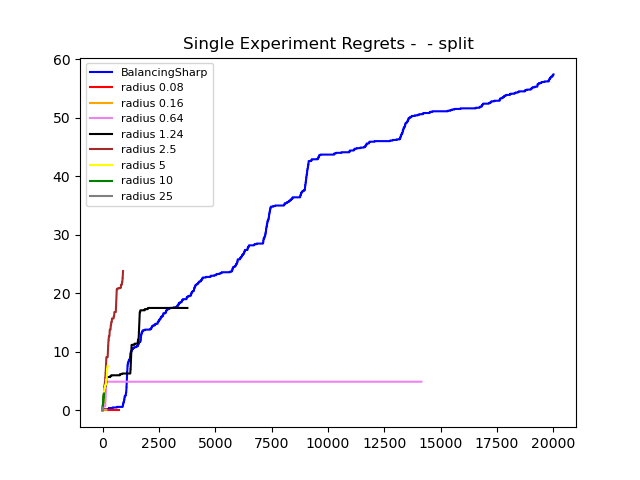 Single Experiment Regrets -  - split
60
50
40
30
20
10
0
BalancingSharp
radius 0.08
radius 0.16
radius 0.64
radius 1.24
radius 2.5
radius 5
radius 10
radius 25
0 2500 5000 7500 10000 12500 15000 17500 20000